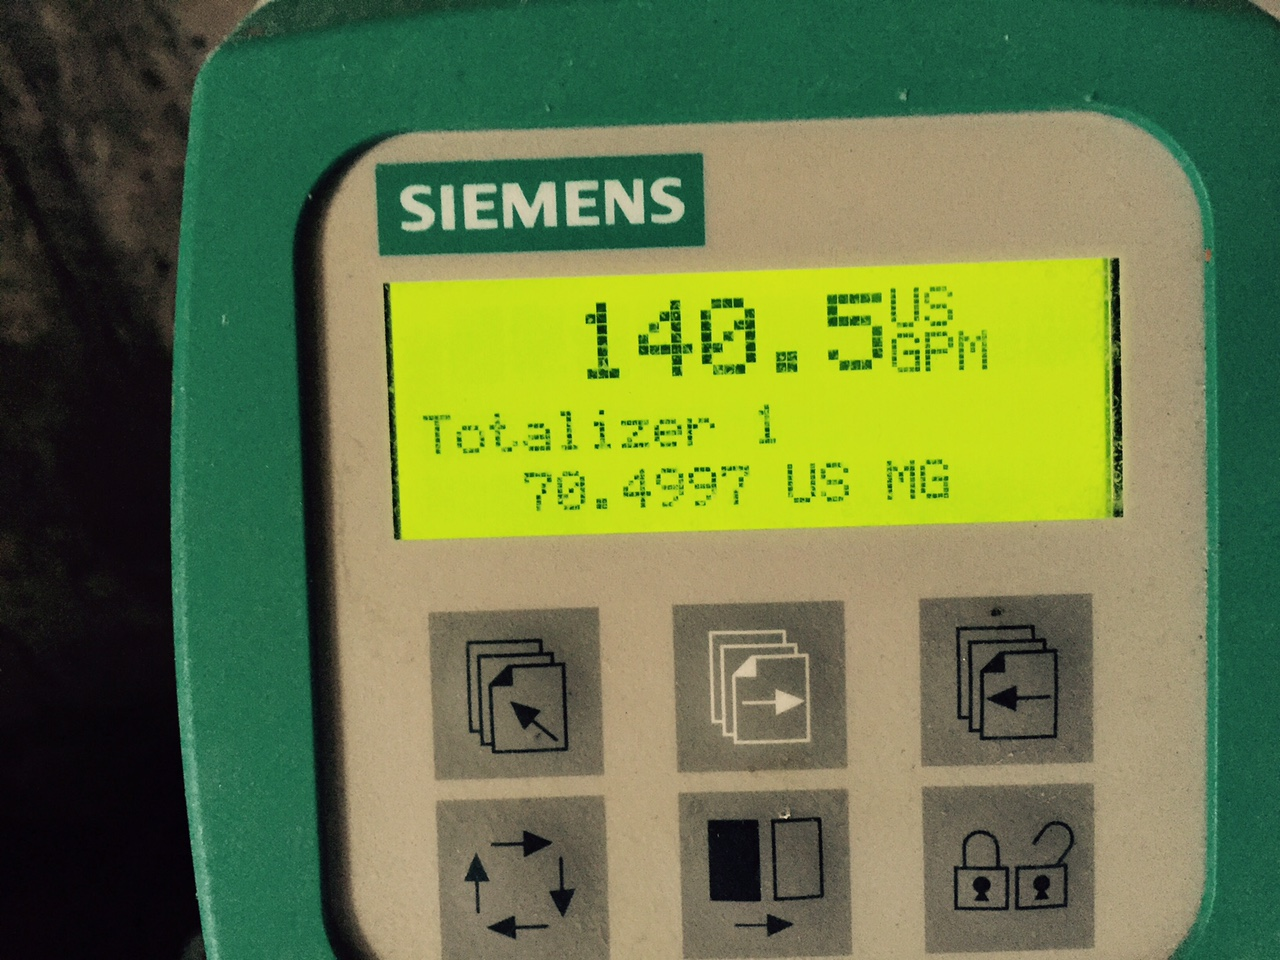 SIEMENS
140.5 US GPM
Totalizer 1
70.4997 US MG